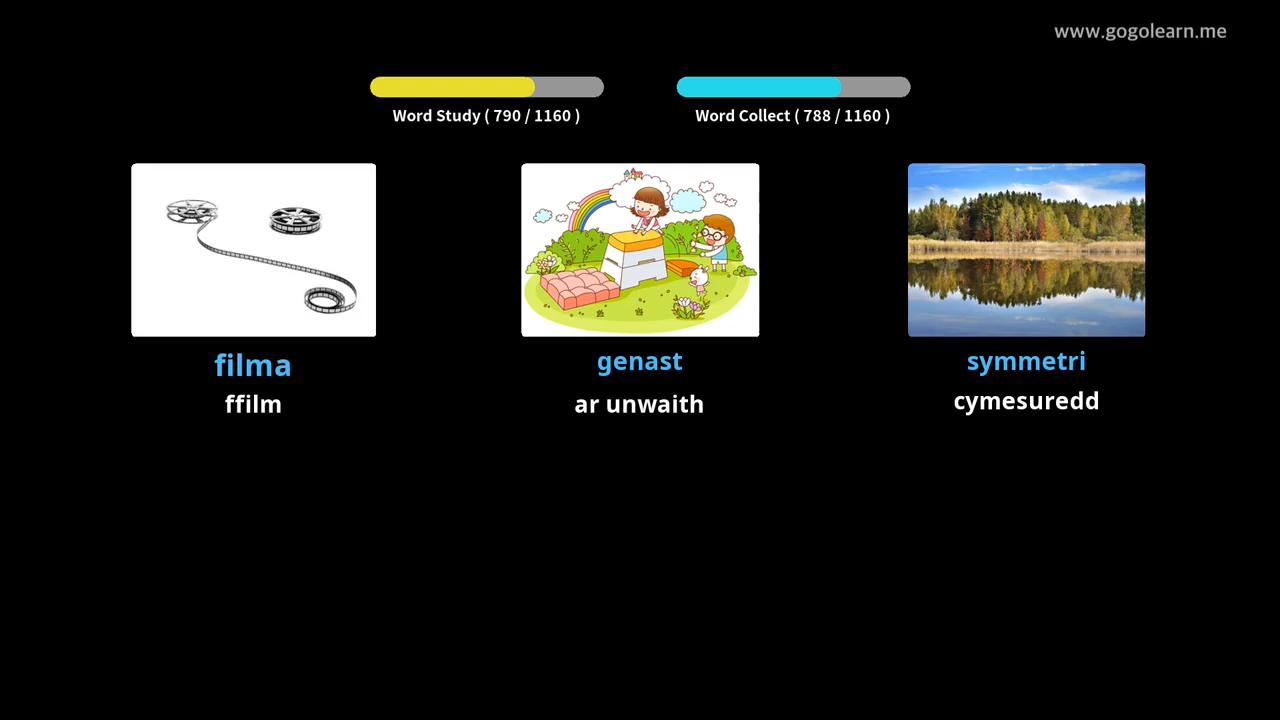 www.gogolearn.me
Word Study ( 790 / 1160 )
Word Collect ( 788 / 1160 )
filma
ffilm
genast
ar unwaith
symmetri
cymesuredd